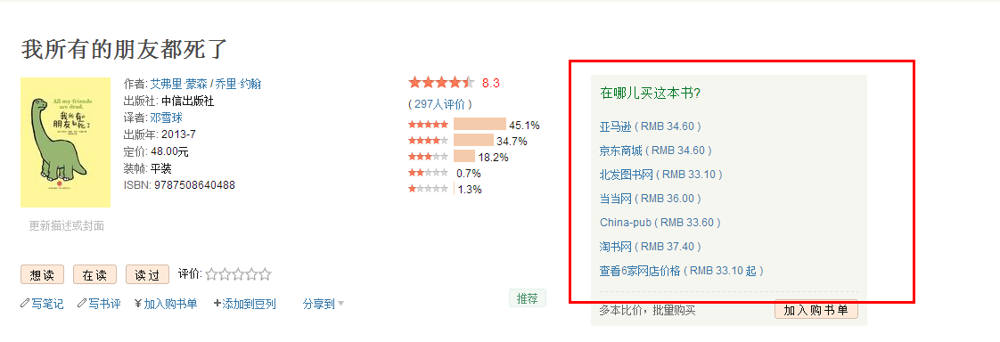 我所有的朋友都死了
All my friends
are dead.
我所有的
朋友都死了
作者: 艾弗里·蒙森 / 乔里·约翰
出版社: 中信出版社
译者: 邓雪球
出版年: 2013-7
定价: 48.00元
装帧: 平装
ISBN: 9787508640488
更新描述或封面
8.3
( 297人评价 )
45.1%
34.7%
18.2%
0.7%
1.3%
想读 在读 读过 评价:
写笔记 写书评 ¥加入购书单 +添加到豆列 分享到
推荐
在哪儿买这本书?
亚马逊 ( RMB 34.60 )
京东商城 ( RMB 34.60 )
北发图书网 ( RMB 33.10 )
当当网 ( RMB 36.00 )
China-pub ( RMB 33.60 )
淘书网 ( RMB 37.40 )
查看6家网店价格 ( RMB 33.10 起 )
多本比价，批量购买 加入购书单